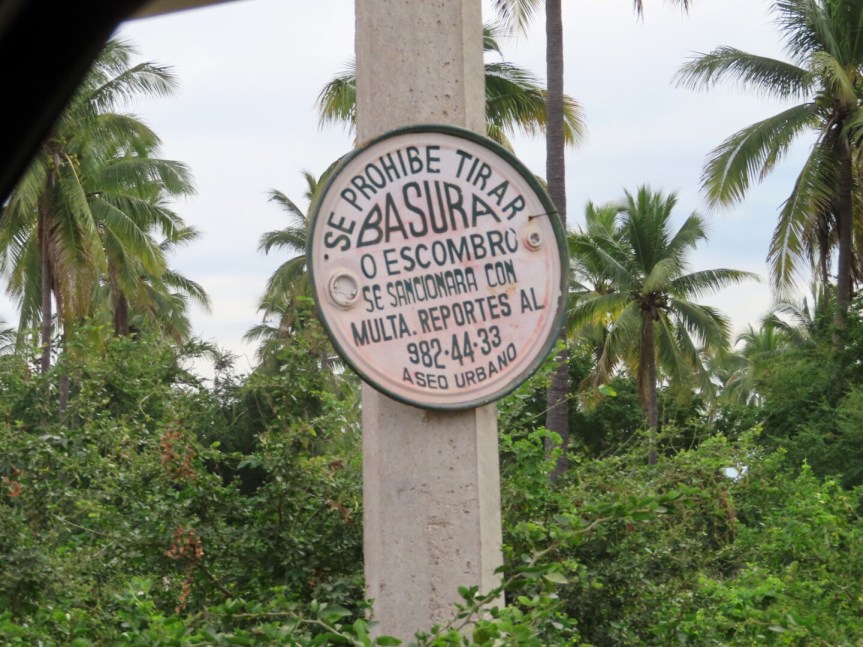 SE PROHIBE TIRAR
BASURA
O ESCOMBRO
SE SANCIONARA CON
MULTA. REPORTES AL
982-44-33
ASEO URBANO